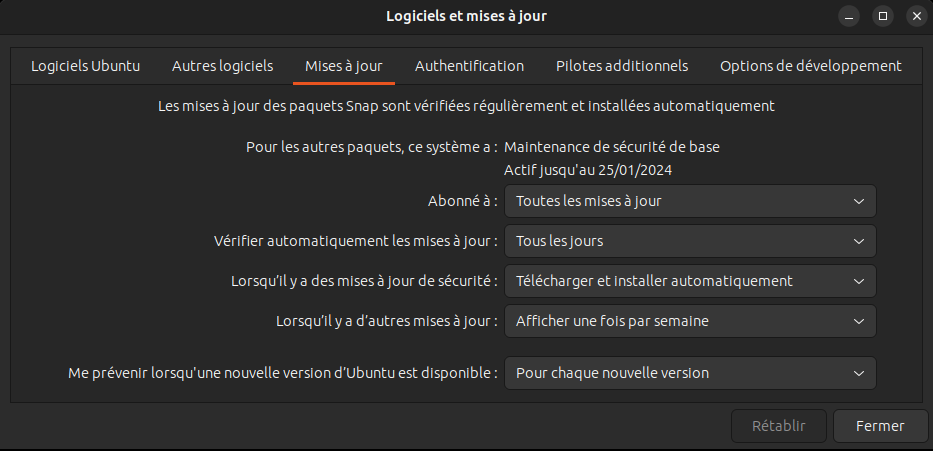 Logiciels et mises à jour
Logiciels Ubuntu Autres logiciels Mises à jour Authentification Pilotes additionnels Options de développement
Les mises à jour des paquets Snap sont vérifiées régulièrement et installées automatiquement
Pour les autres paquets, ce système a : Maintenance de sécurité de base
Actif jusqu'au 25/01/2024
Abonné à : Toutes les mises à jour
Vérifier automatiquement les mises à jour : Tous les jours
Lorsqu’il y a des mises à jour de sécurité : Télécharger et installer automatiquement
Lorsqu’il y a d’autres mises à jour : Afficher une fois par semaine
Me prévenir lorsqu'une nouvelle version d’Ubuntu est disponible : Pour chaque nouvelle version
Rétablir Fermer